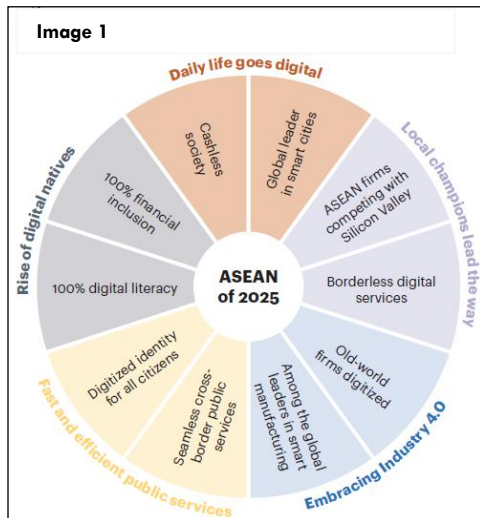 Image 1
Daily life goes digital
Cashless
society
Global leader
in smart cities
Local champions lead the way
ASEAN firms
competing with
Silicon Valley
Borderless digital
services
Embracing Industry 4.0
Old-world
firms digitized
Among the global
leaders in smart
manufacturing
Fast and efficient public services
Seamless cross-
border public
services
Digitized identity
for all citizens
Rise of digital natives
100% digital literacy
100% financial
inclusion
ASEAN
of 2025